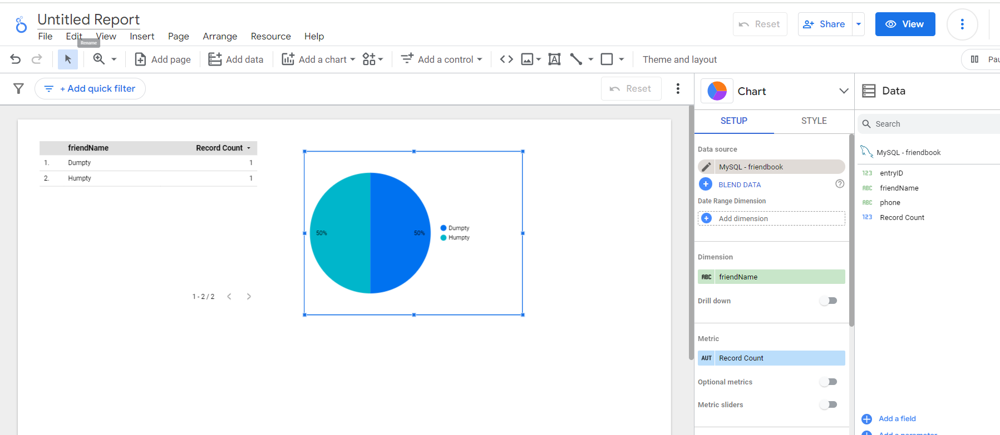 Untitled Report
File Edit View Insert Page Arrange Resource Help
Rename
Reset
Share
View
Add page
Add data
Add a chart
Add a control
Theme and layout
+ Add quick filter
Reset
friendName Record Count
1. Dumpty 1
2. Humpty 1
1 - 2 / 2
50%
50%
Dumpty
Humpty
Chart
SETUP STYLE
Data source
MySQL - friendbook
BLEND DATA
Date Range Dimension
Add dimension
Dimension
ABC friendName
Drill down
Metric
AUT Record Count
Optional metrics
Metric sliders
Data
Search
MySQL - friendbook
123 entryID
ABC friendName
ABC phone
123 Record Count
Add a field